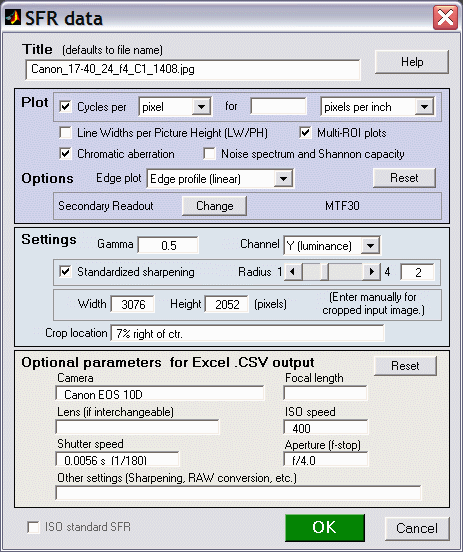 SFR data
Title (defaults to file name)
Canon_17-40_24_f4_C1_1408.jpg
Help
Plot Cycles per pixel for pixels per inch
Line Widths per Picture Height (LW/PH) Multi-ROI plots
Chromatic aberration Noise spectrum and Shannon capacity
Options Edge plot Edge profile (linear) Reset
Secondary Readout Change MTF30
Settings Gamma 0.5 Channel Y (luminance)
Standardized sharpening Radius 1 4 2
Width 3076 Height 2052 (pixels) (Enter manually for
cropped input image.)
Crop location 7% right of ctr.
Optional parameters for Excel .CSV output Reset
Camera Focal length
Canon EOS 10D
Lens (if interchangeable) ISO speed
400
Shutter speed Aperture (f-stop)
0.0056 s (1/180) f/4.0
Other settings (Sharpening, RAW conversion, etc.)
ISO standard SFR OK Cancel